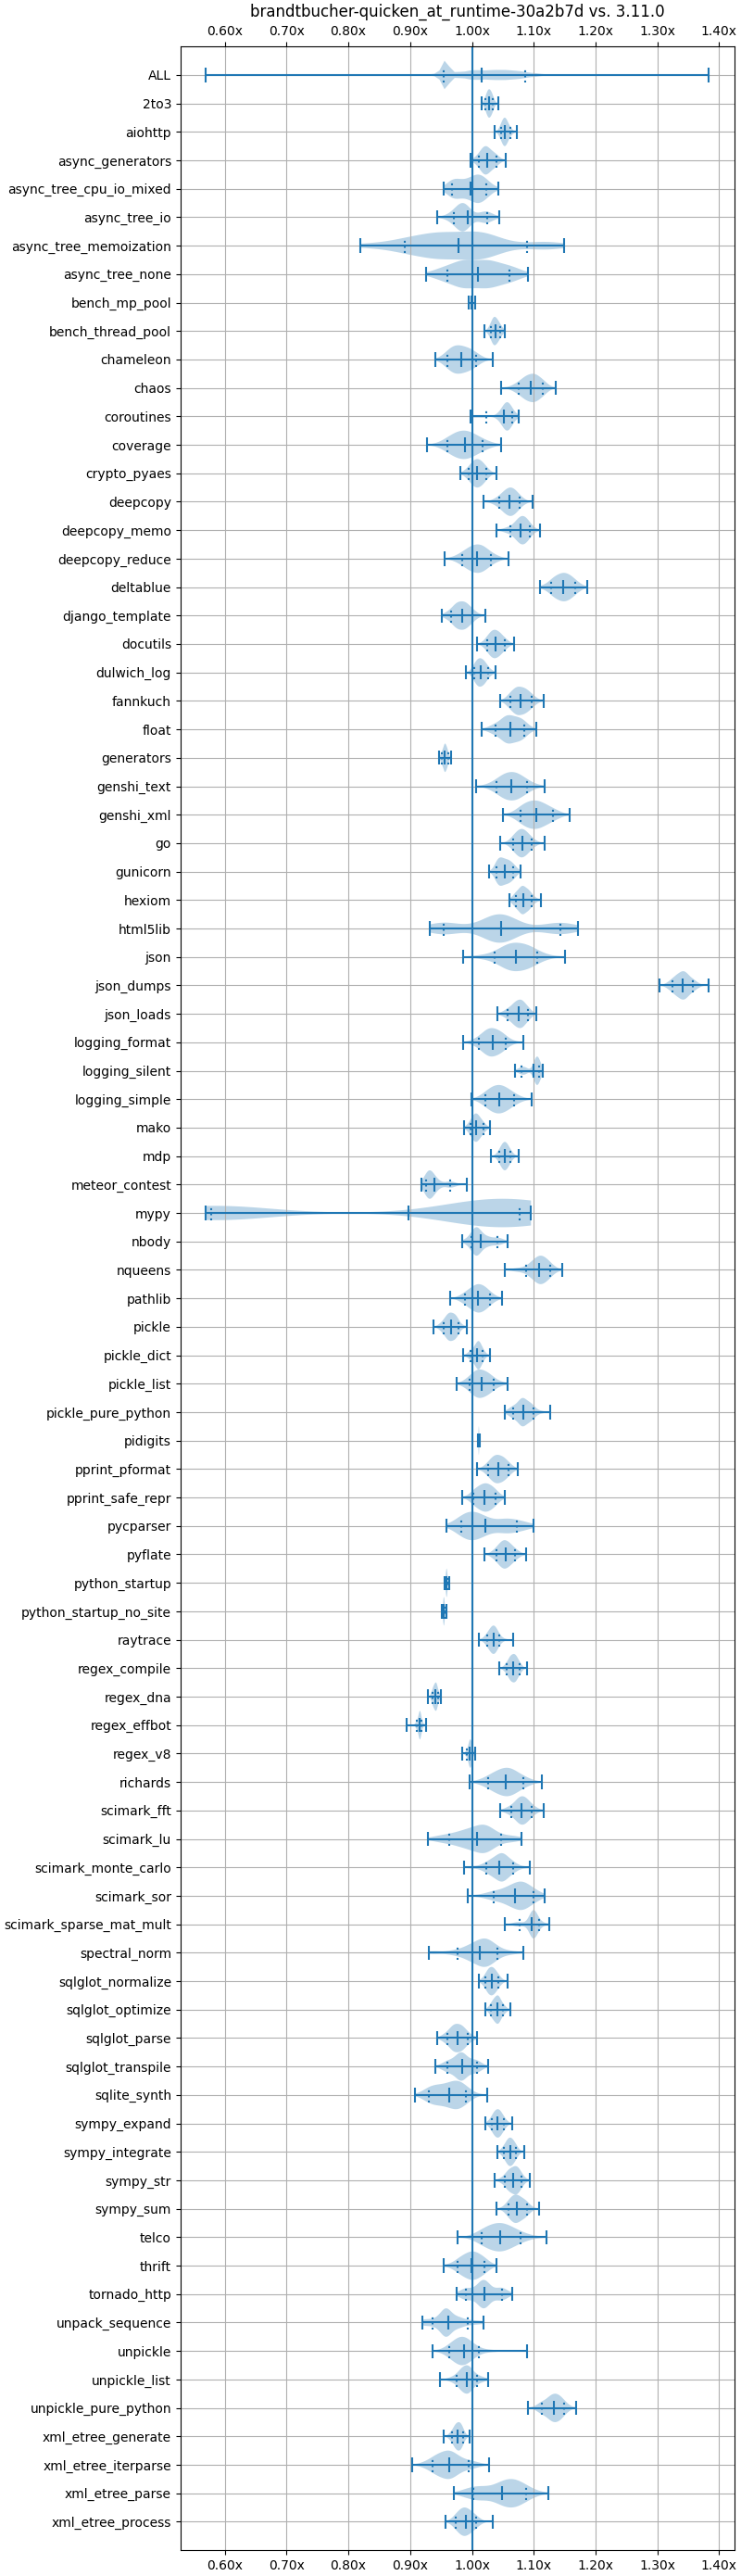 brandtbucher-quicken_at_runtime-30a2b7d vs. 3.11.0
0.60x 0.70x 0.80x 0.90x 1.00x 1.10x 1.20x 1.30x 1.40x
ALL
2to3
aiohttp
async_generators
async_tree_cpu_io_mixed
async_tree_io
async_tree_memoization
async_tree_none
bench_mp_pool
bench_thread_pool
chameleon
chaos
coroutines
coverage
crypto_pyaes
deepcopy
deepcopy_memo
deepcopy_reduce
deltablue
django_template
docutils
dulwich_log
fannkuch
float
generators
genshi_text
genshi_xml
go
gunicorn
hexiom
html5lib
json
json_dumps
json_loads
logging_format
logging_silent
logging_simple
mako
mdp
meteor_contest
mypy
nbody
nqueens
pathlib
pickle
pickle_dict
pickle_list
pickle_pure_python
pidigits
pprint_pformat
pprint_safe_repr
pycparser
pyflate
python_startup
python_startup_no_site
raytrace
regex_compile
regex_dna
regex_effbot
regex_v8
richards
scimark_fft
scimark_lu
scimark_monte_carlo
scimark_sor
scimark_sparse_mat_mult
spectral_norm
sqlglot_normalize
sqlglot_optimize
sqlglot_parse
sqlglot_transpile
sqlite_synth
sympy_expand
sympy_integrate
sympy_str
sympy_sum
telco
thrift
tornado_http
unpack_sequence
unpickle
unpickle_list
unpickle_pure_python
xml_etree_generate
xml_etree_iterparse
xml_etree_parse
xml_etree_process
0.60x 0.70x 0.80x 0.90x 1.00x 1.10x 1.20x 1.30x 1.40x